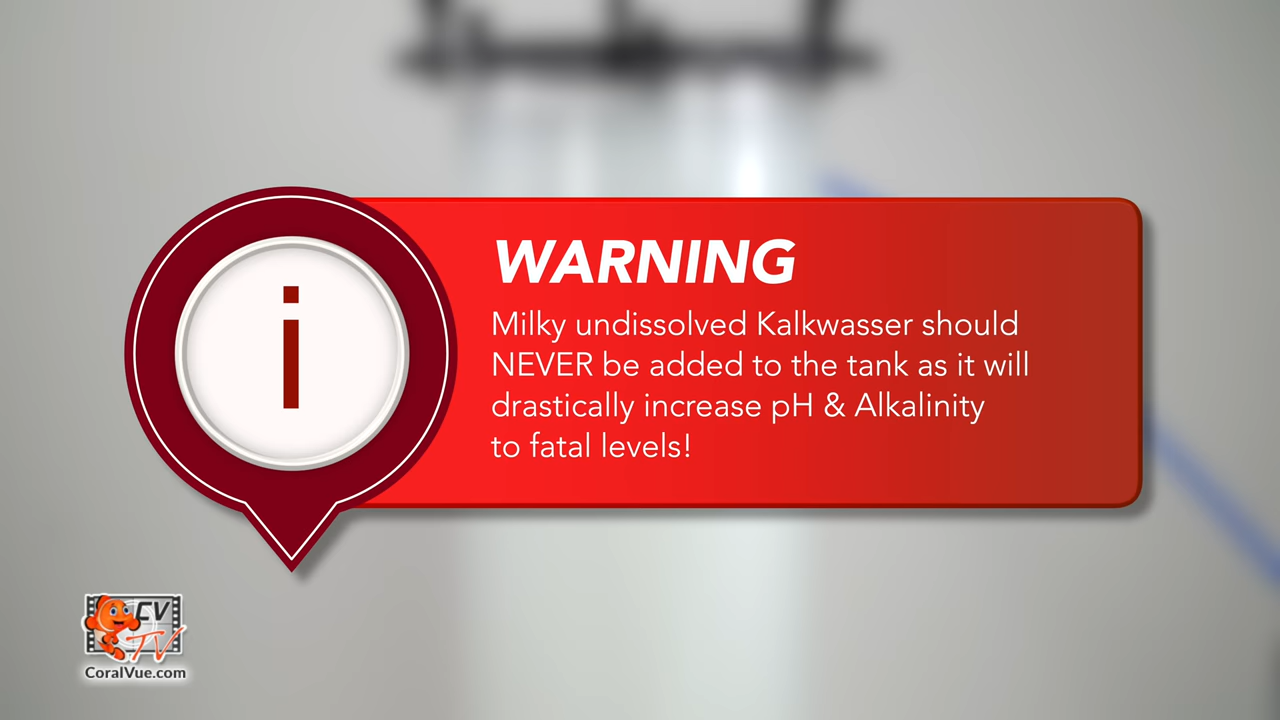 i
WARNING
Milky undissolved Kalkwasser should
NEVER be added to the tank as it will
drastically increase pH & Alkalinity
to fatal levels!
CV
TV
CoralVue.com